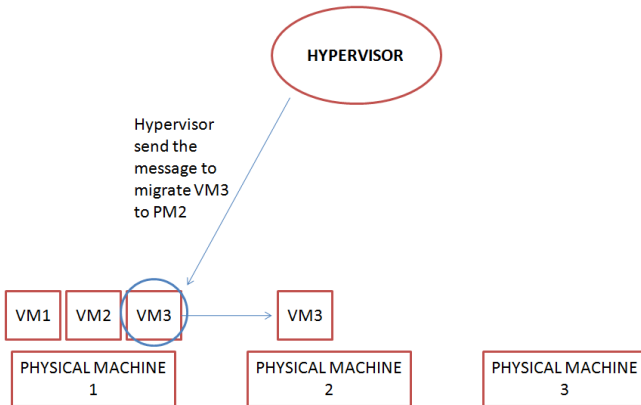 HYPERVISOR
Hypervisor
send the
message to
migrate VM3
to PM2
VM1 VM2 VM3 VM3
PHYSICAL MACHINE PHYSICAL MACHINE PHYSICAL MACHINE
1 2 3